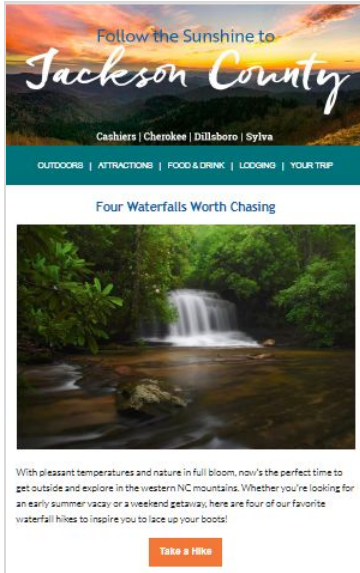 Follow the Sunshine to
Jackson County
Cashiers | Cherokee | Dillsboro | Sylva
OUTDOORS | ATTRACTIONS | FOOD & DRINK | LODGING | YOUR TRIP
Four Waterfalls Worth Chasing
With pleasant temperatures and nature in full bloom, now's the perfect time to
get outside and explore in the western NC mountains. Whether you're looking for
an early summer vacay or a weekend getaway, here are four of our favorite
waterfall hikes to inspire you to lace up your boots!
Take a Hike